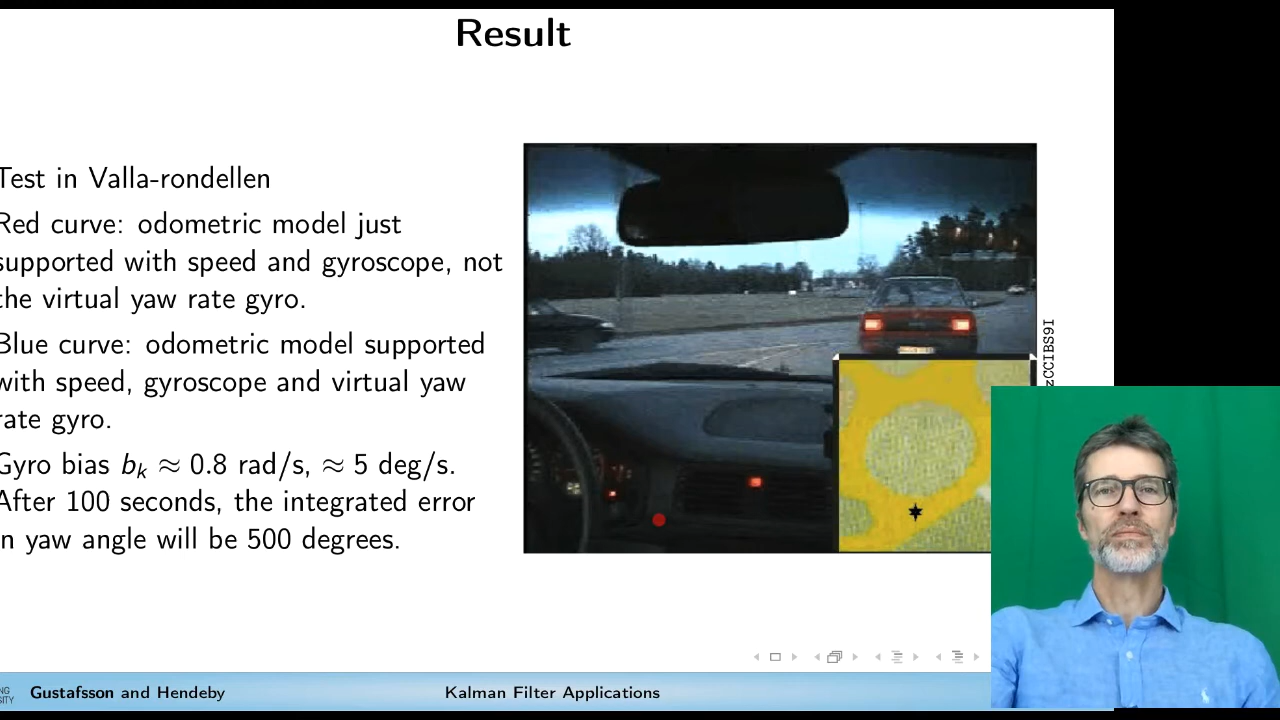 Result
Test in Valla-rondellen
Red curve: odometric model just
supported with speed and gyroscope, not
the virtual yaw rate gyro.
Blue curve: odometric model supported
with speed, gyroscope and virtual yaw
rate gyro.
Gyro bias bₖ ≈ 0.8 rad/s, ≈ 5 deg/s.
After 100 seconds, the integrated error
in yaw angle will be 500 degrees.
Gustafsson and Hendeby
Kalman Filter Applications